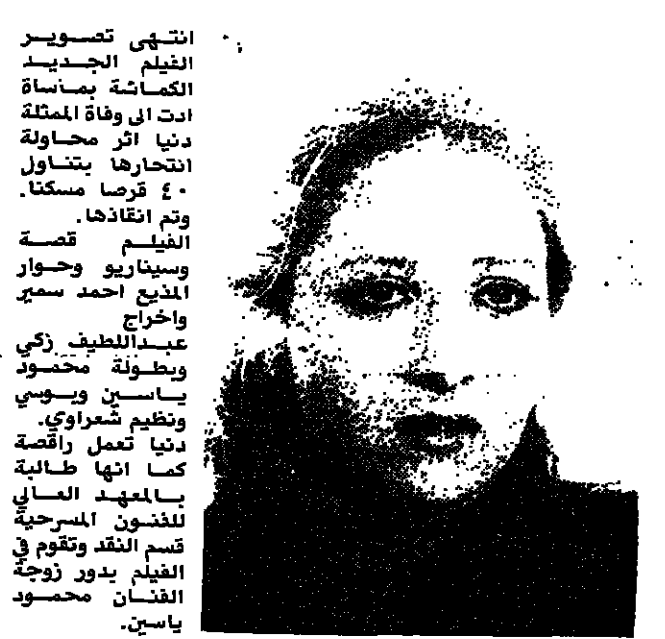 انتهى تصوير
الفيلم الجديد
الكماشة بمأساة
ادت الى وفاة الممثلة
دنيا اثر محاولة
انتحارها بتناول
٤٠ قرصا مسكنا.
وتم انقاذها.
الفيلم قصة
وسيناريو وحوار
المذيع احمد سمير
واخراج
عبداللطيف زكي
وبطولة محمود
ياسين ويوسي
ونظيم شعراوي.
دنيا تعمل راقصة
كما انها طالبة
بالمعهد العالي
للفنون المسرحية
قسم النقد وتقوم في
الفيلم بدور زوجة
الفنان محمود
ياسين.